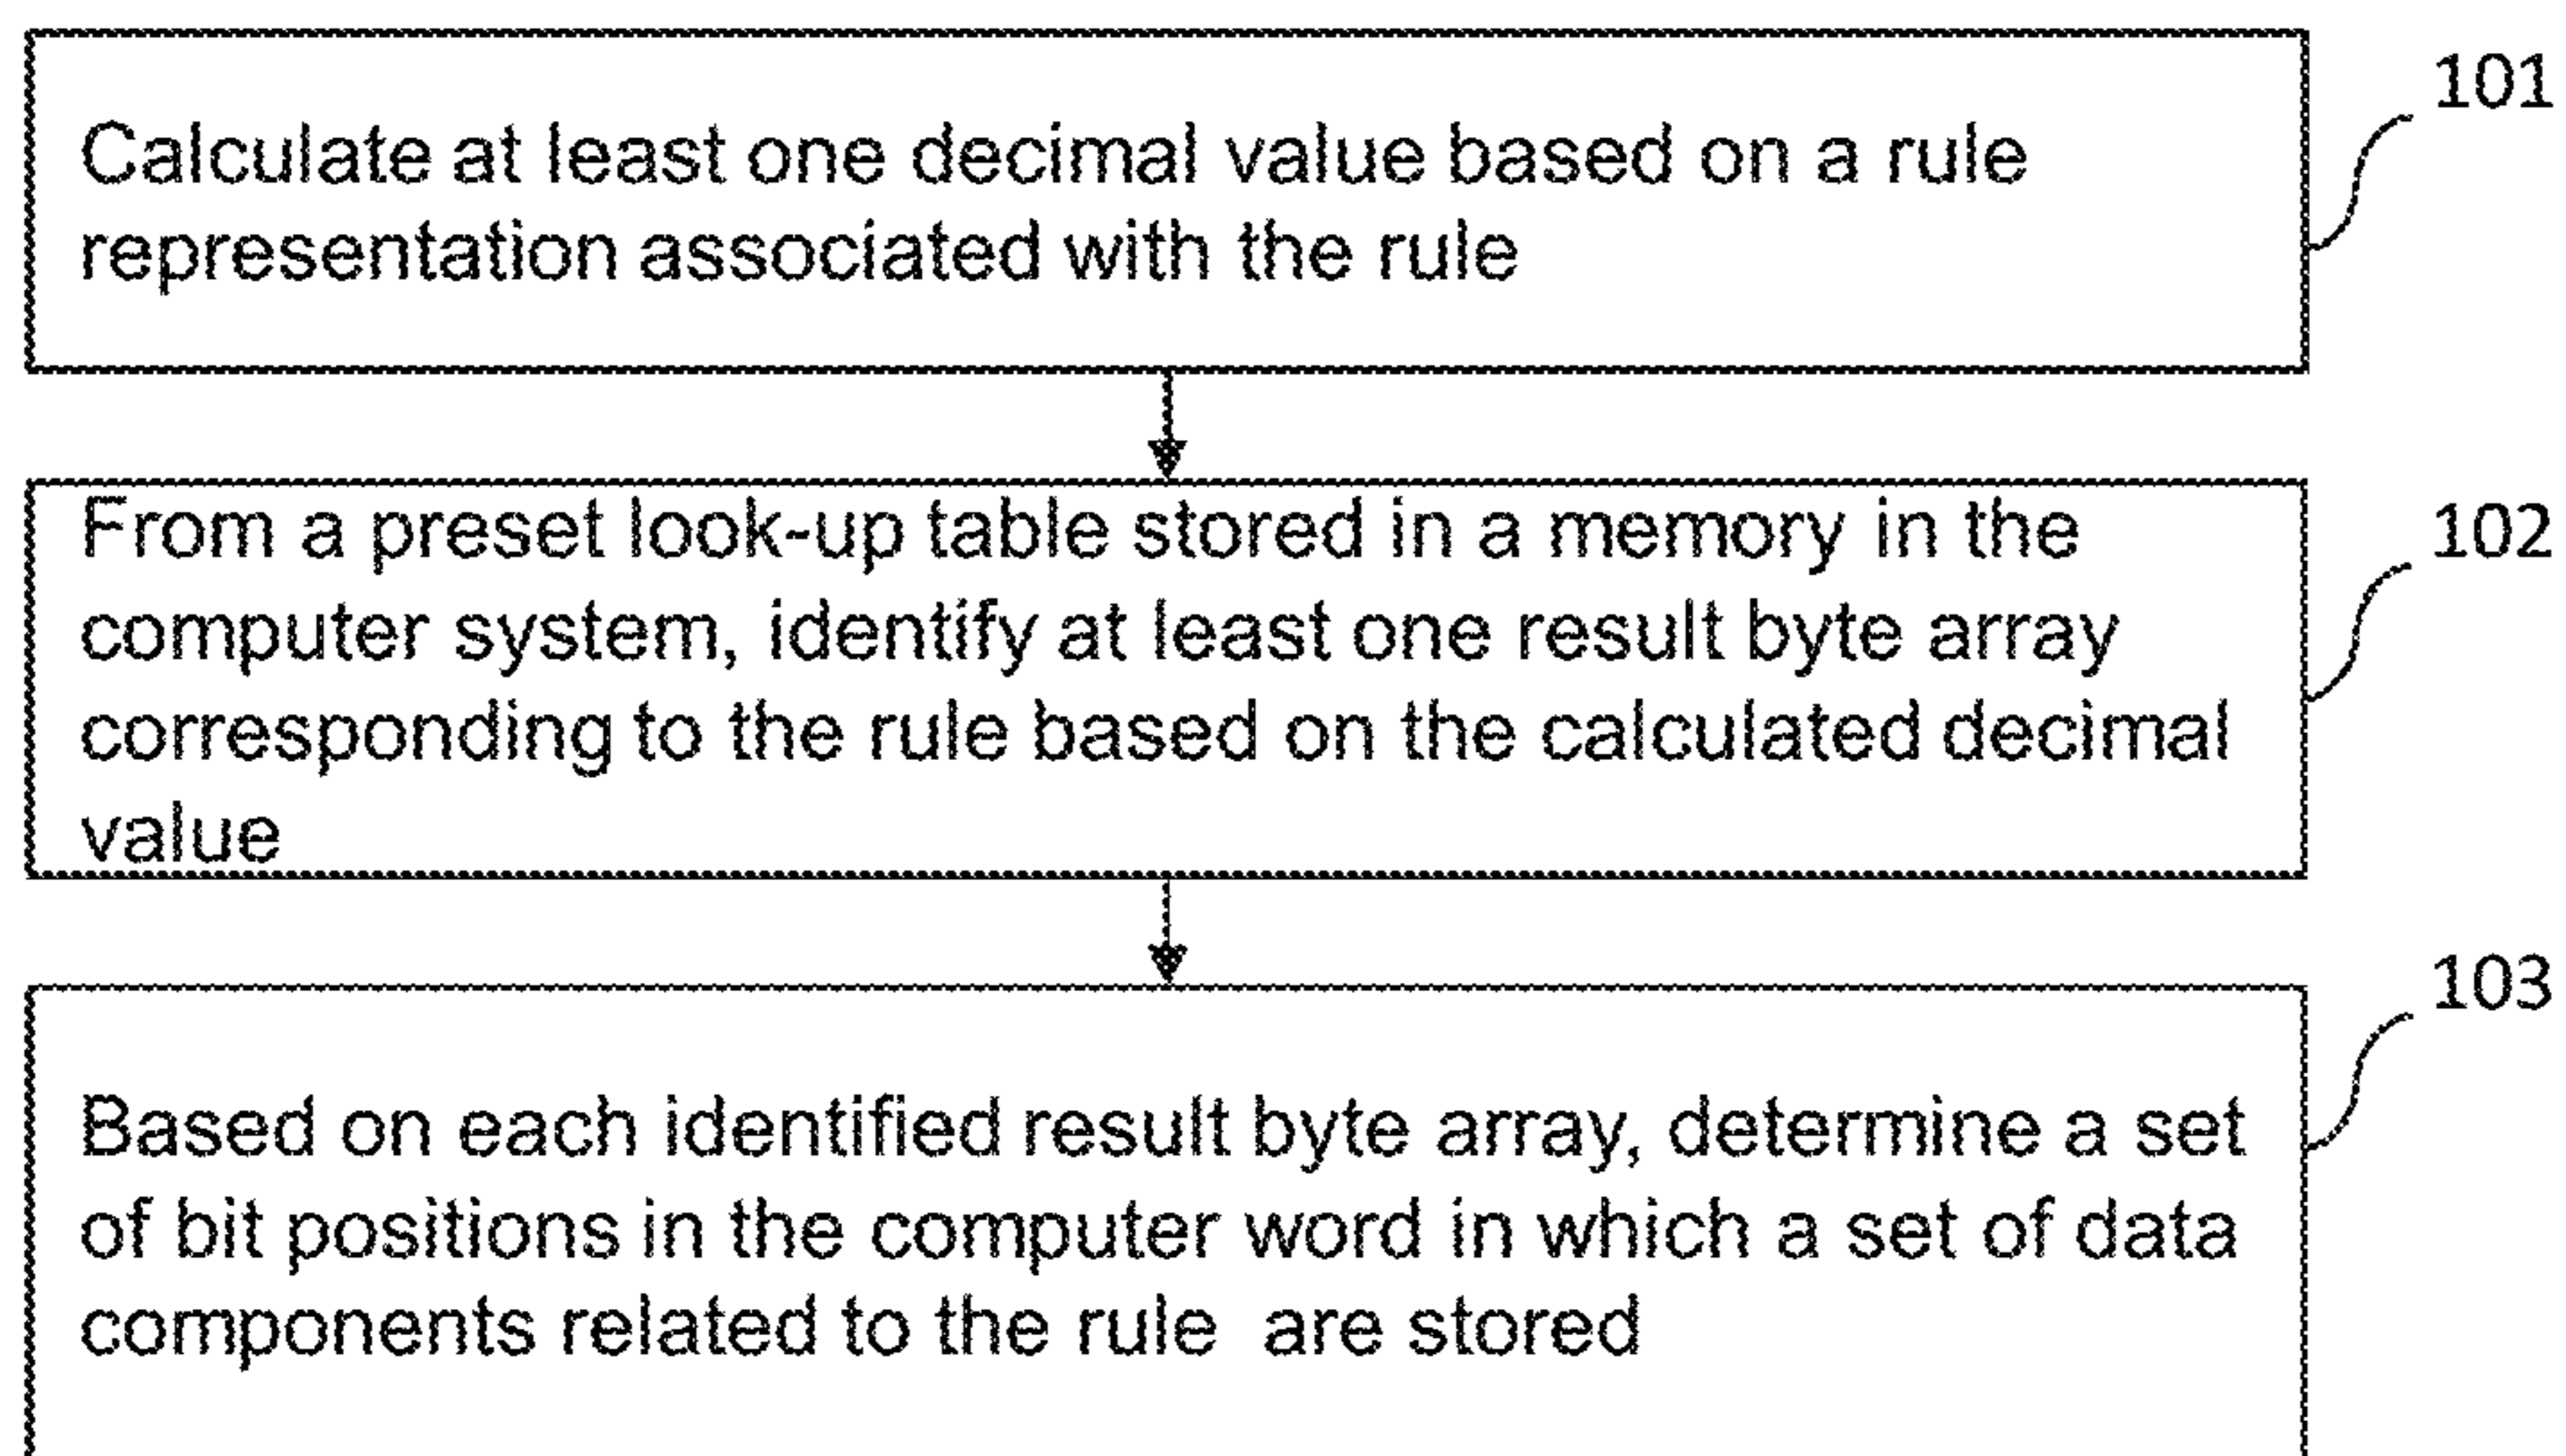 Calculate at least one decimal value based on a rule
representation associated with the rule
101
From a preset look-up table stored in a memory in the
computer system, identify at least one result byte array
corresponding to the rule based on the calculated decimal
value
102
Based on each identified result byte array, determine a set
of bit positions in the computer word in which a set of data
components related to the rule are stored
103